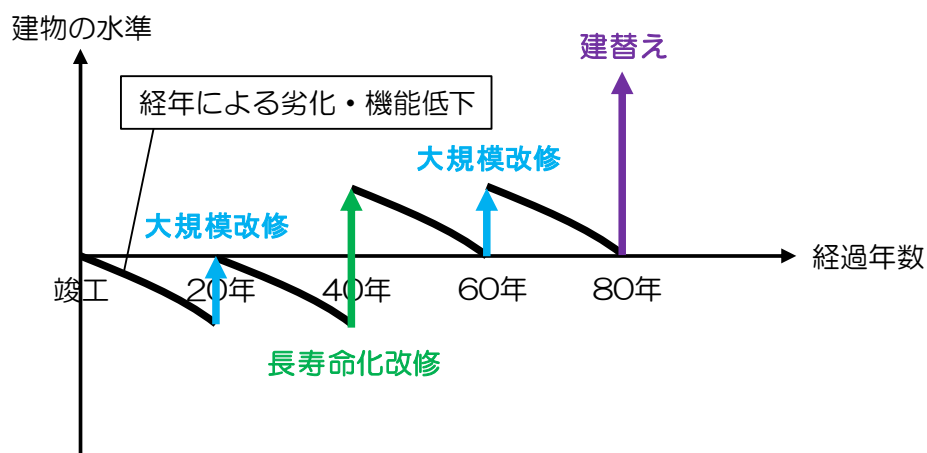 建物の水準
建替え
経年による劣化・機能低下
大規模改修
大規模改修
経過年数
竣工
20年
40年
60年
80年
長寿命化改修